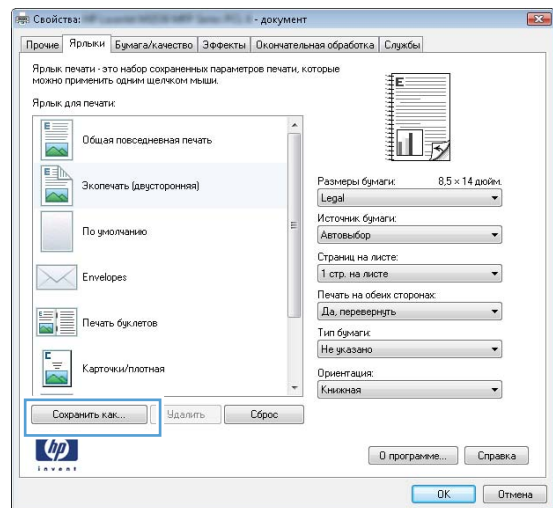 Свойства:
- документ
Прочие Ярлыки Бумага/качество Эффекты Окончательная обработка Службы
Ярлык печати - это набор сохраненных параметров печати, которые
можно применить одним щелчком мыши.
Ярлык для печати:
Общая повседневная печать
Экопечать (двусторонняя)
По умолчанию
Envelopes
Печать буклетов
Карточки/плотная
Сохранить как... Удалить Сброс
Размеры бумаги: 8,5 × 14 дюйм.
Legal
Источник бумаги:
Автовыбор
Страниц на листе:
1 стр. на листе
Печать на обеих сторонах:
Да, перевернуть
Тип бумаги:
Не указано
Ориентация:
Книжная
hp
invent
О программе... Справка
OK Отмена